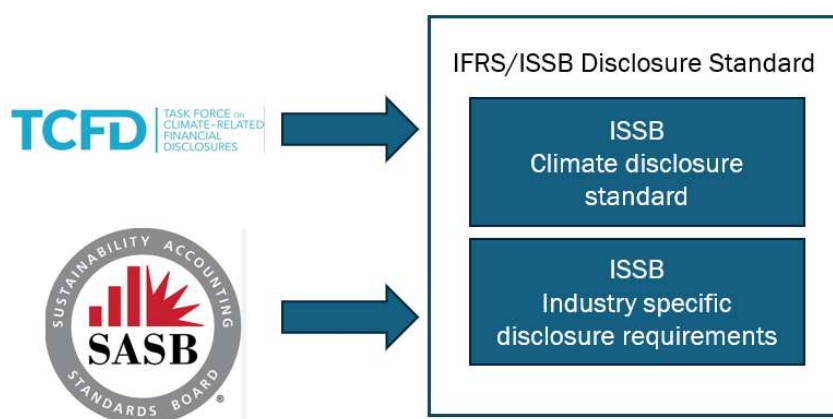 IFRS/ISSB Disclosure Standard
TCFD
TASK FORCE ON
CLIMATE-RELATED
FINANCIAL
DISCLOSURES
ISSB
Climate disclosure
standard
SUSTAINABILITY ACCOUNTING
SASB
STANDARDS BOARD
®
ISSB
Industry specific
disclosure requirements